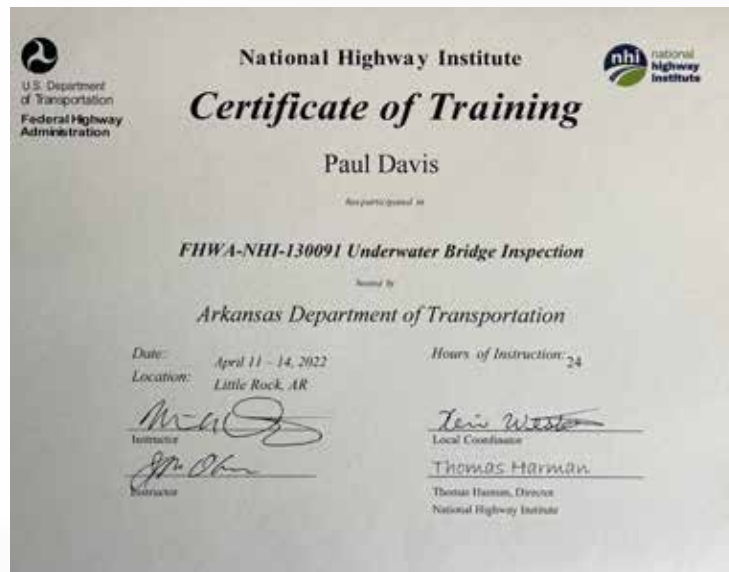 U.S. Department
of Transportation
Federal Highway
Administration
National Highway Institute
nhi national
highway
institute
Certificate of Training
Paul Davis
has participated in
FHWA-NHI-130091 Underwater Bridge Inspection
hosted by
Arkansas Department of Transportation
Date: April 11 – 14, 2022
Location: Little Rock, AR
Hours of Instruction: 24
Instructor
Local Coordinator
Instructor
Thomas Harman
Thomas Harman, Director
National Highway Institute